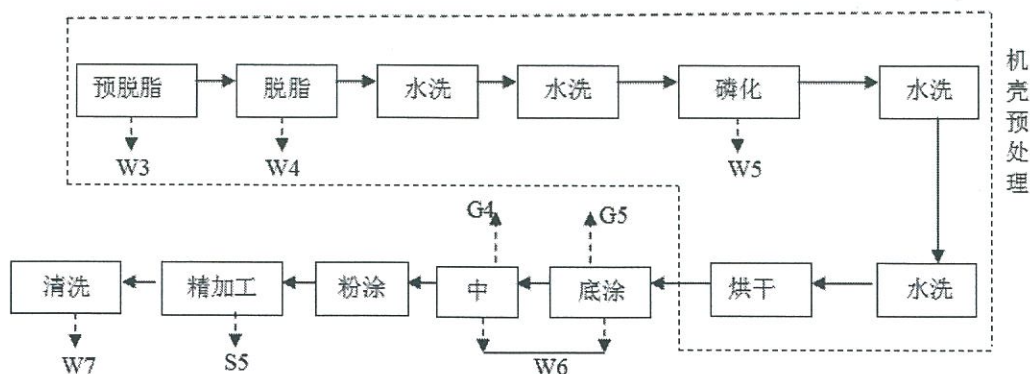 预脱脂
脱脂
水洗
水洗
磷化
水洗
机壳预处理
W3
W4
W5
G4
G5
清洗
精加工
粉涂
中
底涂
烘干
水洗
W7
S5
W6